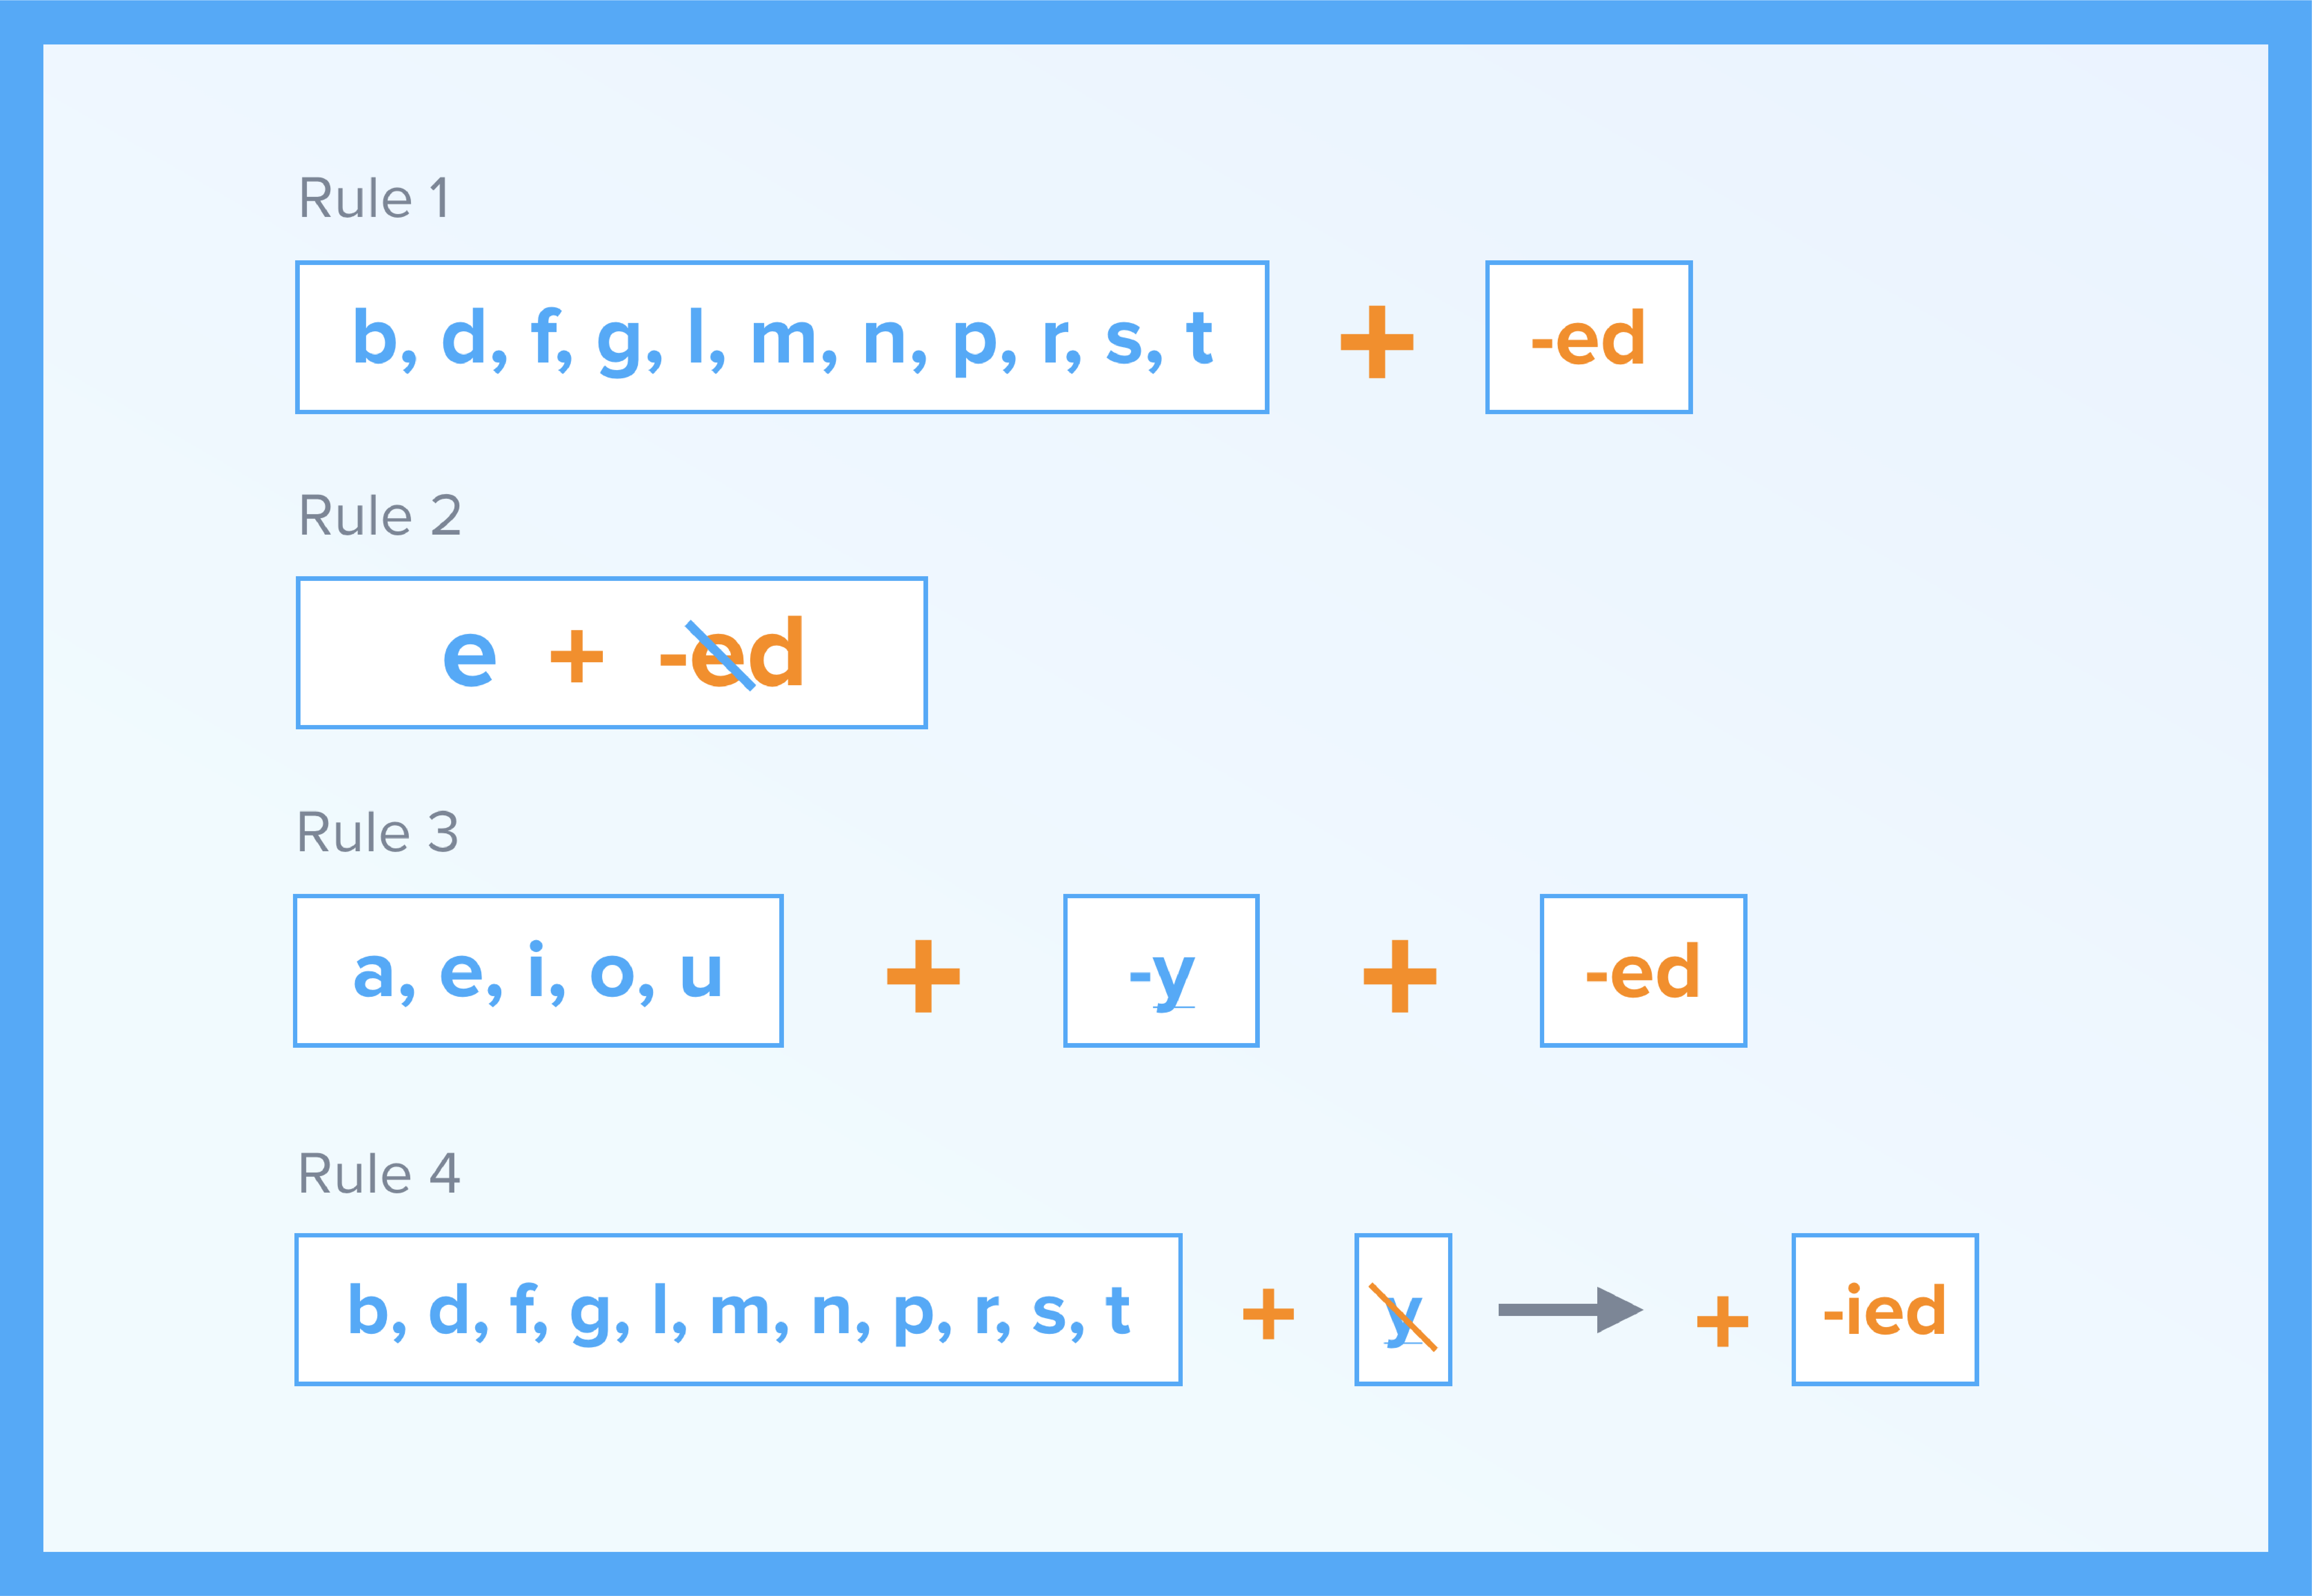 Rule 1
b, d, f, g, l, m, n, p, r, s, t + -ed
Rule 2
e + -ed
Rule 3
a, e, i, o, u + -y + -ed
Rule 4
b, d, f, g, l, m, n, p, r, s, t + y + -ied